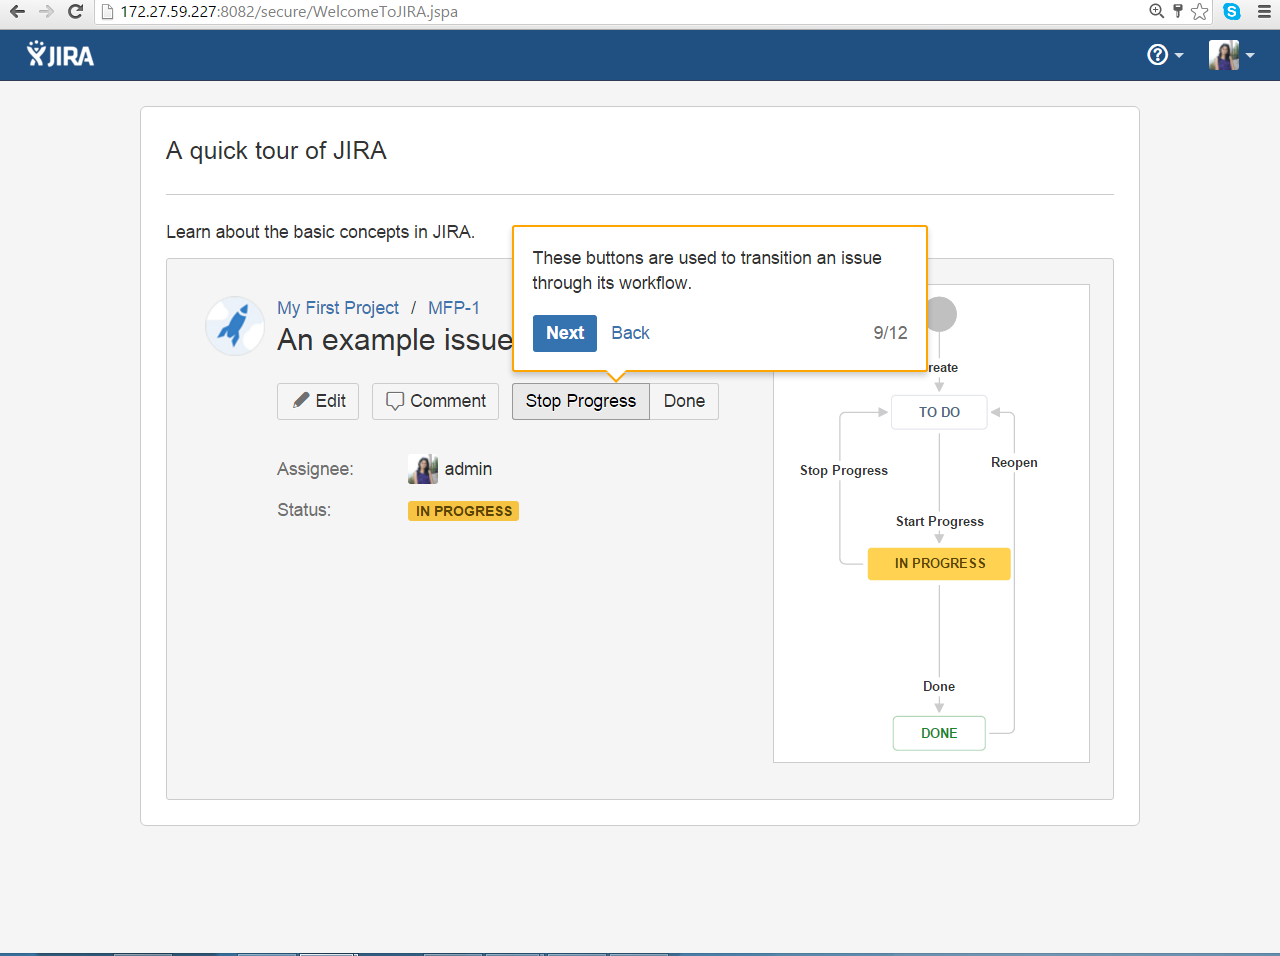 172.27.59.227:8082/secure/WelcomeToJIRA.jspa
JIRA
A quick tour of JIRA
Learn about the basic concepts in JIRA.
These buttons are used to transition an issue
through its workflow.
Next Back 9/12
My First Project / MFP-1
An example issue
Edit Comment Stop Progress Done
Assignee: admin
Status: IN PROGRESS
reate
TO DO
Stop Progress
Reopen
Start Progress
IN PROGRESS
Done
DONE